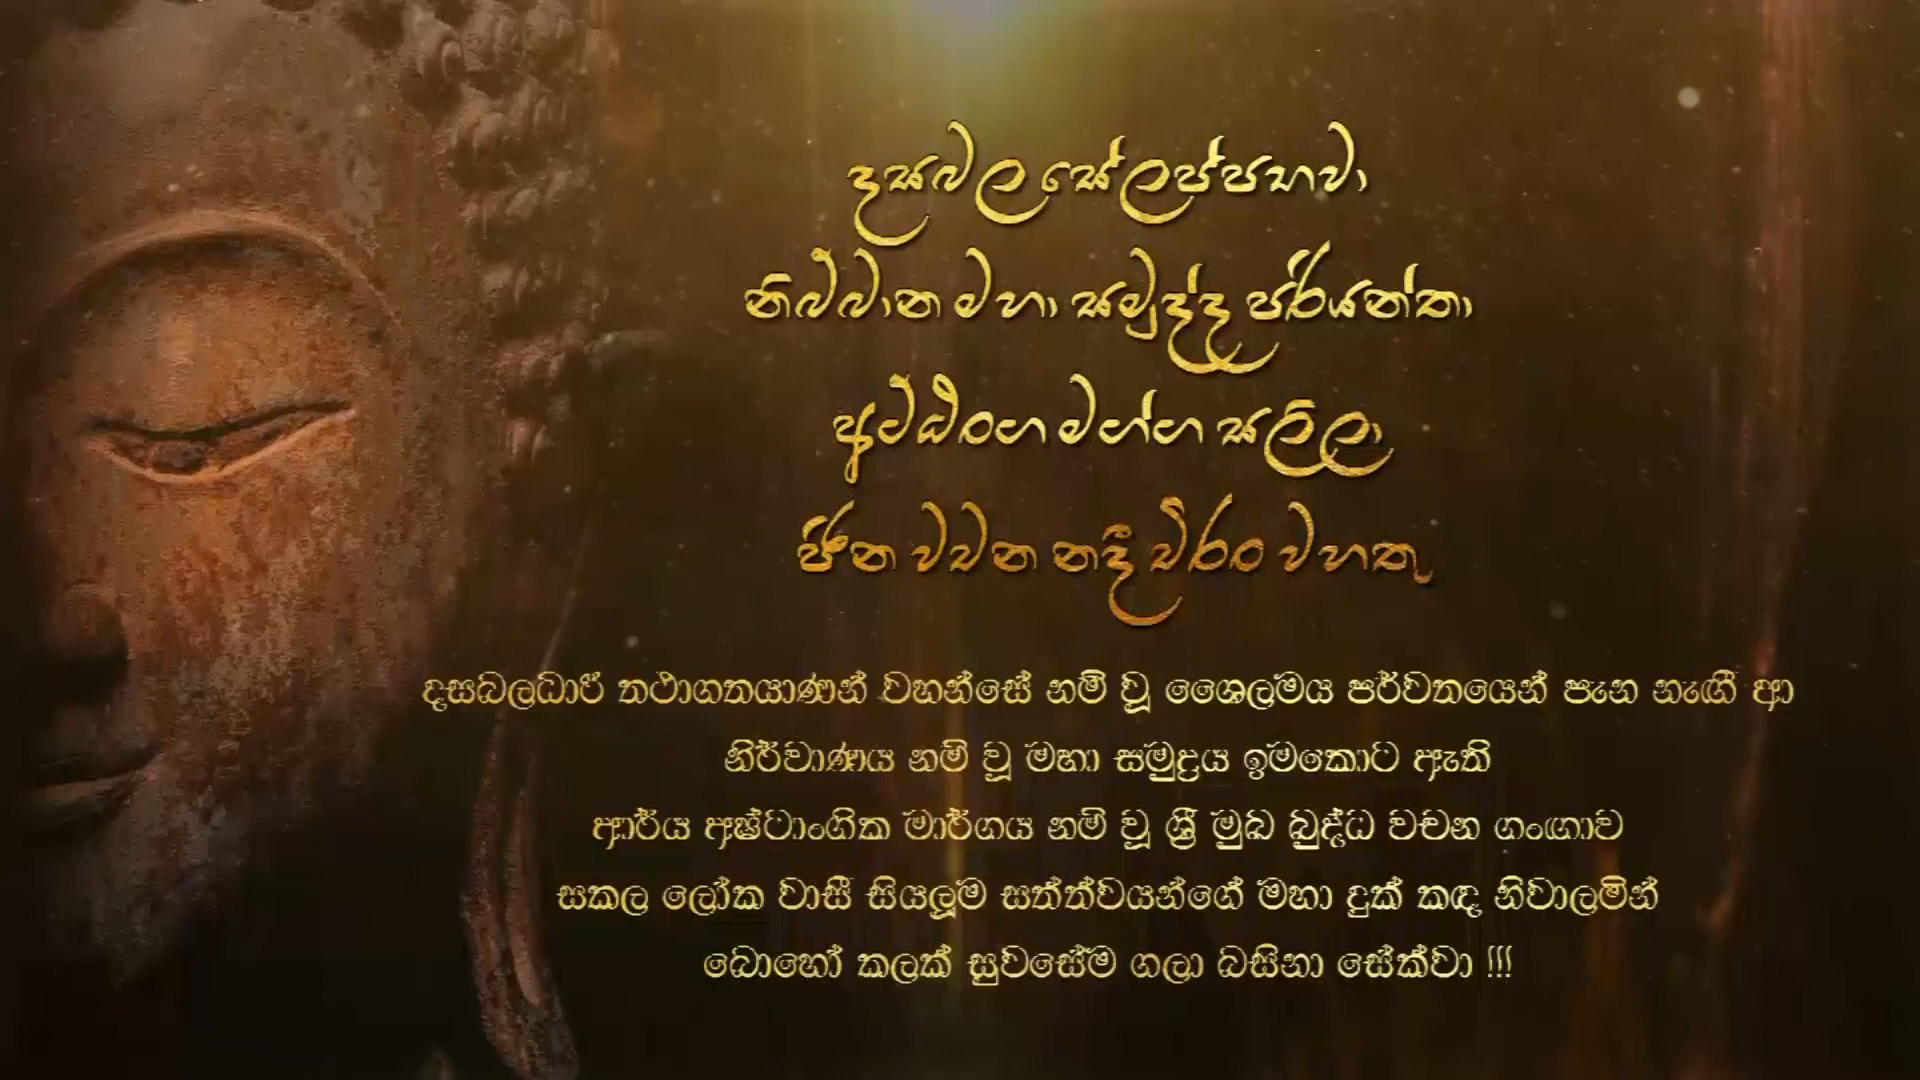 දසබල සේලප්පභවා
නිබ්බාන මහා සමුද්ද පරියන්තා
අට්ඨංග මග්ග සලිලා
ජින වචන නදී චිරං වහතු
දසබලධාරී තථාගතයාණන් වහන්සේ නම් වූ ශෛලමය පර්වතයෙන් පැන නැඟී ආ
නිර්වාණය නම් වූ මහා සමුද්‍රය ඉමකොට ඇති
ආර්ය අෂ්ටාංගික මාර්ගය නම් වූ ශ්‍රී මුඛ බුද්ධ වචන ගංඟාව
සකල ලෝක වාසී සියලූම සත්ත්වයන්ගේ මහා දුක් කඳු නිවාලමින්
බොහෝ කලක් සුවසේම ගලා බසිනා සේක්වා !!!